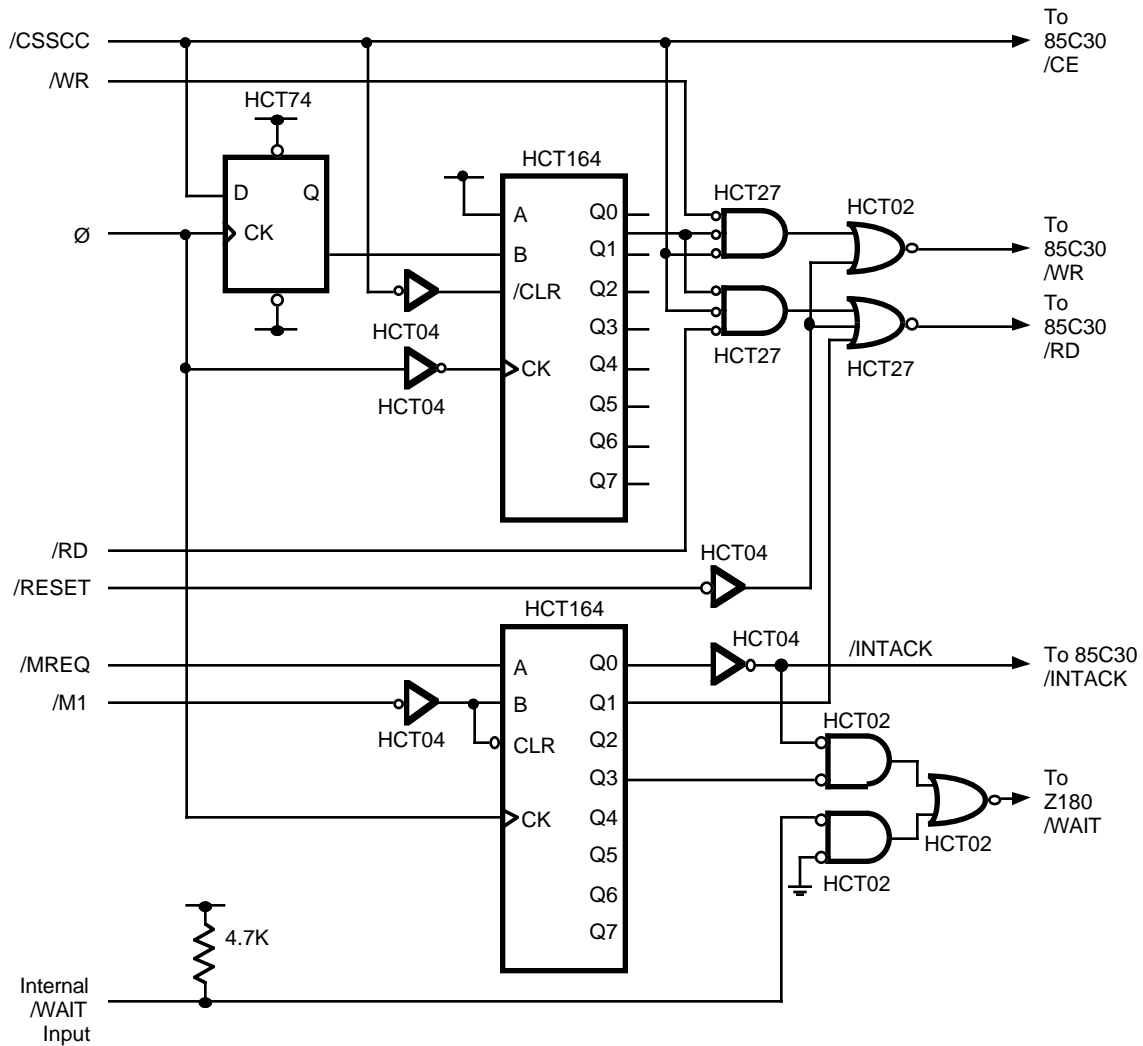 /CSSCC
To
85C30
/CE
/WR
HCT74
HCT164
D
Q
Ø
CK
A
B
/CLR
HCT04
HCT04
CK
Q0
Q1
Q2
Q3
Q4
Q5
Q6
Q7
HCT27
HCT02
To
85C30
/WR
HCT27
HCT27
To
85C30
/RD
/RD
/RESET
HCT04
HCT164
/MREQ
/M1
HCT04
A
B
CLR
CK
Q0
Q1
Q2
Q3
Q4
Q5
Q6
Q7
HCT04
/INTACK
To 85C30
/INTACK
HCT02
HCT02
HCT02
To
Z180
/WAIT
4.7K
Internal
/WAIT
Input